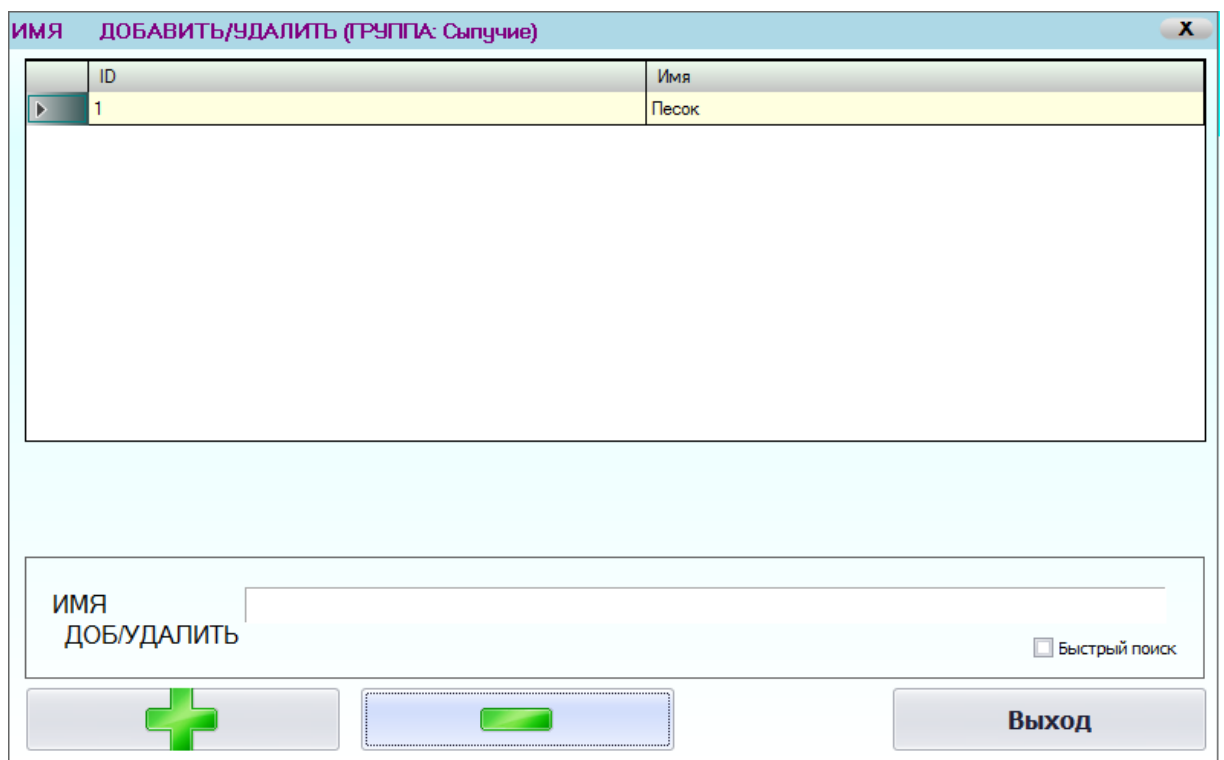 ИМЯ ДОБАВИТЬ/УДАЛИТЬ (ГРУППА: Сыпучие) X
ID Имя
1 Песок
ИМЯ
ДОБ/УДАЛИТЬ
Быстрый поиск
Выход